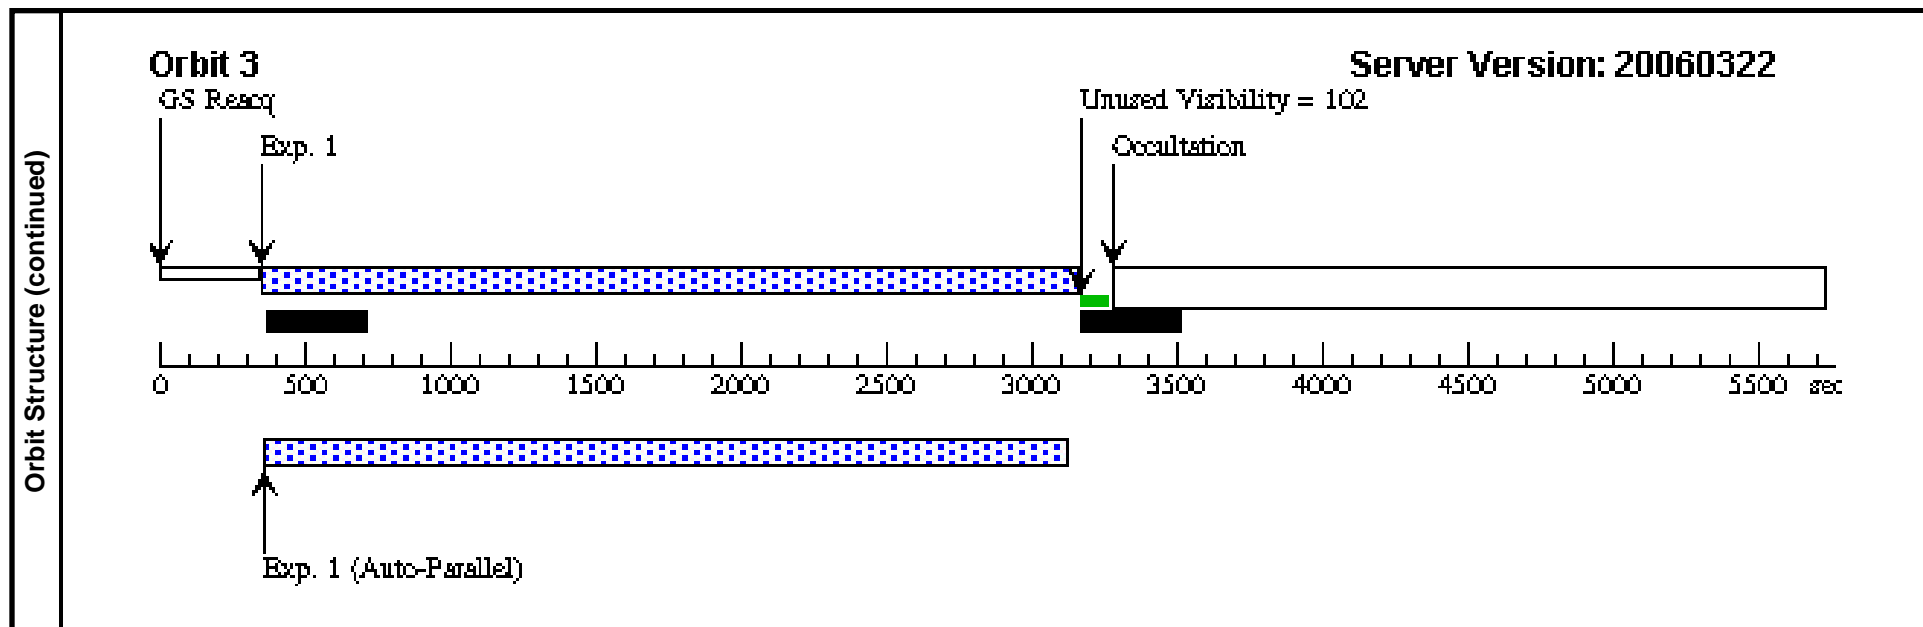 Orbit Structure (continued)
Orbit 3
Server Version: 20060322
GS Reacq
Unused Visibility = 102
Exp. 1
Occultation
0 500 1000 1500 2000 2500 3000 3500 4000 4500 5000 5500 sec
Exp. 1 (Auto-Parallel)